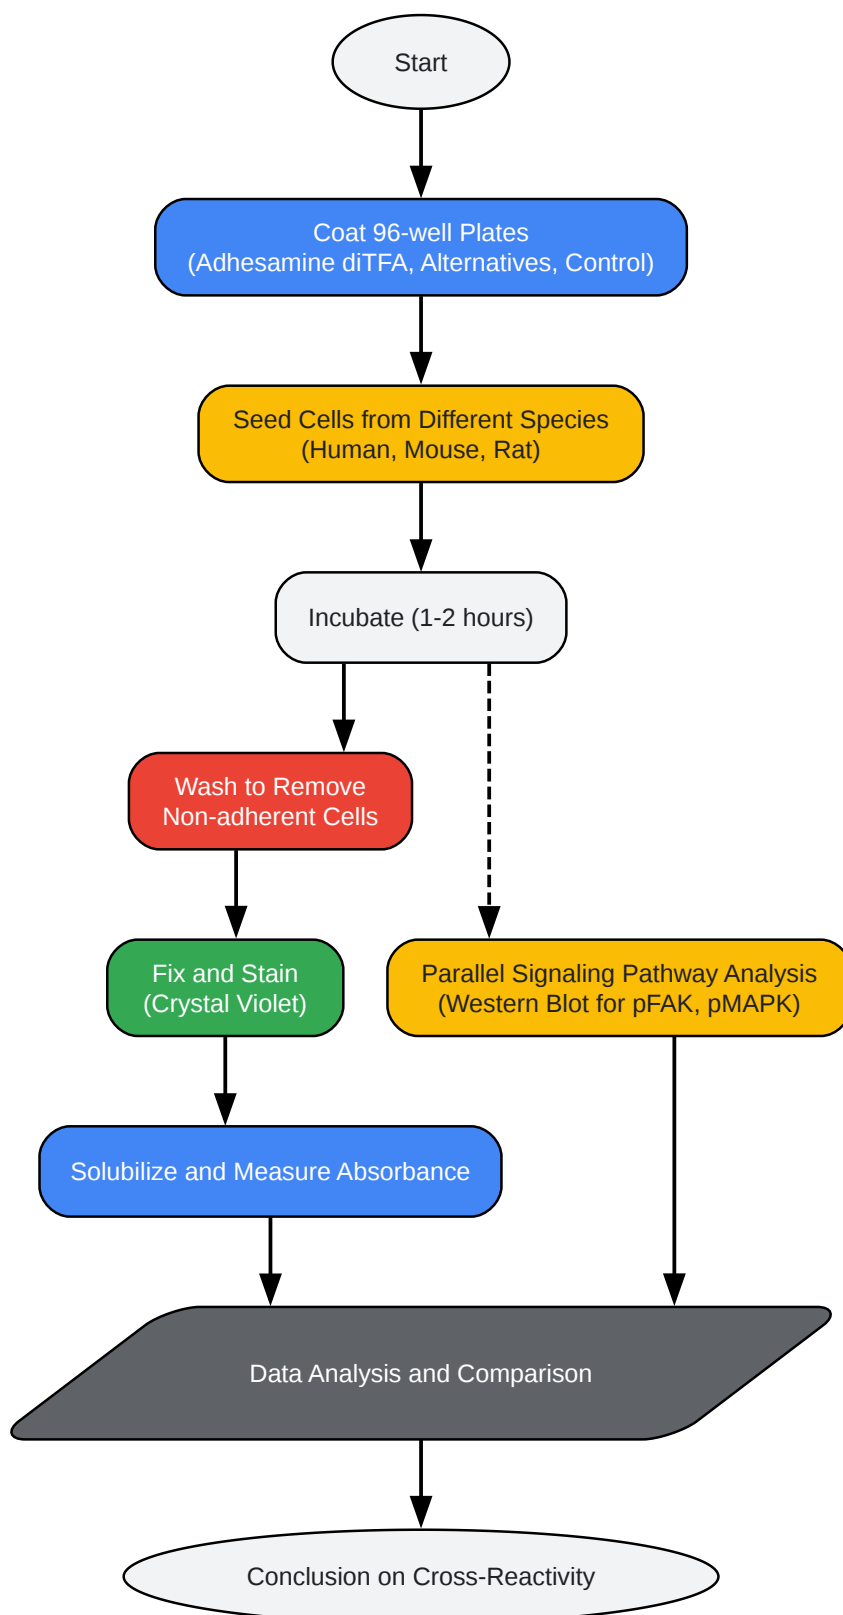 Start
Coat 96-well Plates
(Adhesamine diTFA, Alternatives, Control)
Seed Cells from Different Species
(Human, Mouse, Rat)
Incubate (1-2 hours)
Wash to Remove
Non-adherent Cells
Fix and Stain
(Crystal Violet)
Parallel Signaling Pathway Analysis
(Western Blot for pFAK, pMAPK)
Solubilize and Measure Absorbance
Data Analysis and Comparison
Conclusion on Cross-Reactivity